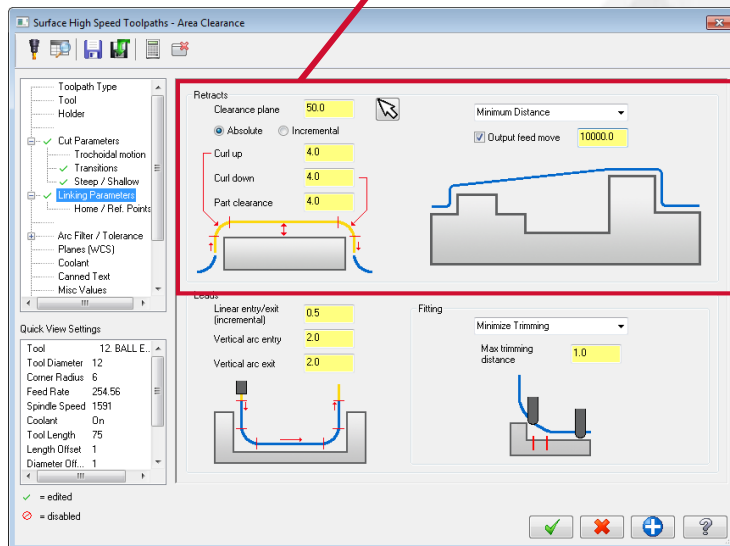 Surface High Speed Toolpaths - Area Clearance
Toolpath Type
Tool
Holder
Cut Parameters
Trochoidal motion
Transitions
Steep / Shallow
Linking Parameters
Home / Ref. Points
Arc Filter / Tolerance
Planes (WCS)
Coolant
Canned Text
Misc Values
Quick View Settings
Tool 12. BALL E...
Tool Diameter 12
Corner Radius 6
Feed Rate 254.56
Spindle Speed 1591
Coolant On
Tool Length 75
Length Offset 1
Diameter Off... 1
= edited
= disabled
Retracts
Clearance plane 50.0
Absolute Incremental
Curl up 4.0
Curl down 4.0
Part clearance 4.0
Minimum Distance
Output feed move 10000.0
Leads
Linear entry/exit (incremental) 0.5
Vertical arc entry 2.0
Vertical arc exit 2.0
Fitting
Minimize Trimming
Max trimming distance 1.0